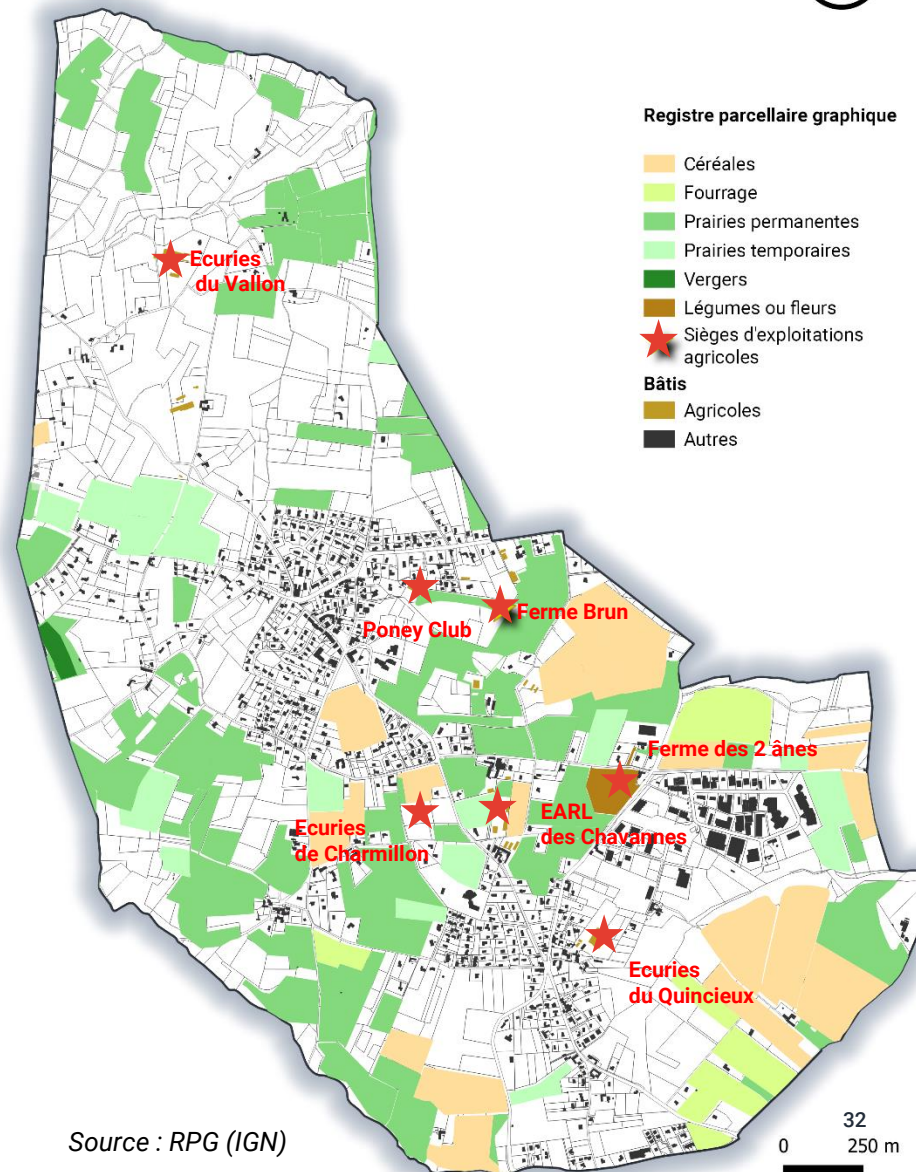 Registre parcellaire graphique
Céréales
Fourrage
Prairies permanentes
Prairies temporaires
Vergers
Légumes ou fleurs
Sièges d'exploitations
agricoles
Bâtis
Agricoles
Autres
Ecuries
du Vallon
Poney Club
Ferme Brun
Ferme des 2 ânes
EARL
des Chavannes
Ecuries
de Charmillon
Ecuries
du Quincieux
Source : RPG (IGN)
32
0 250 m